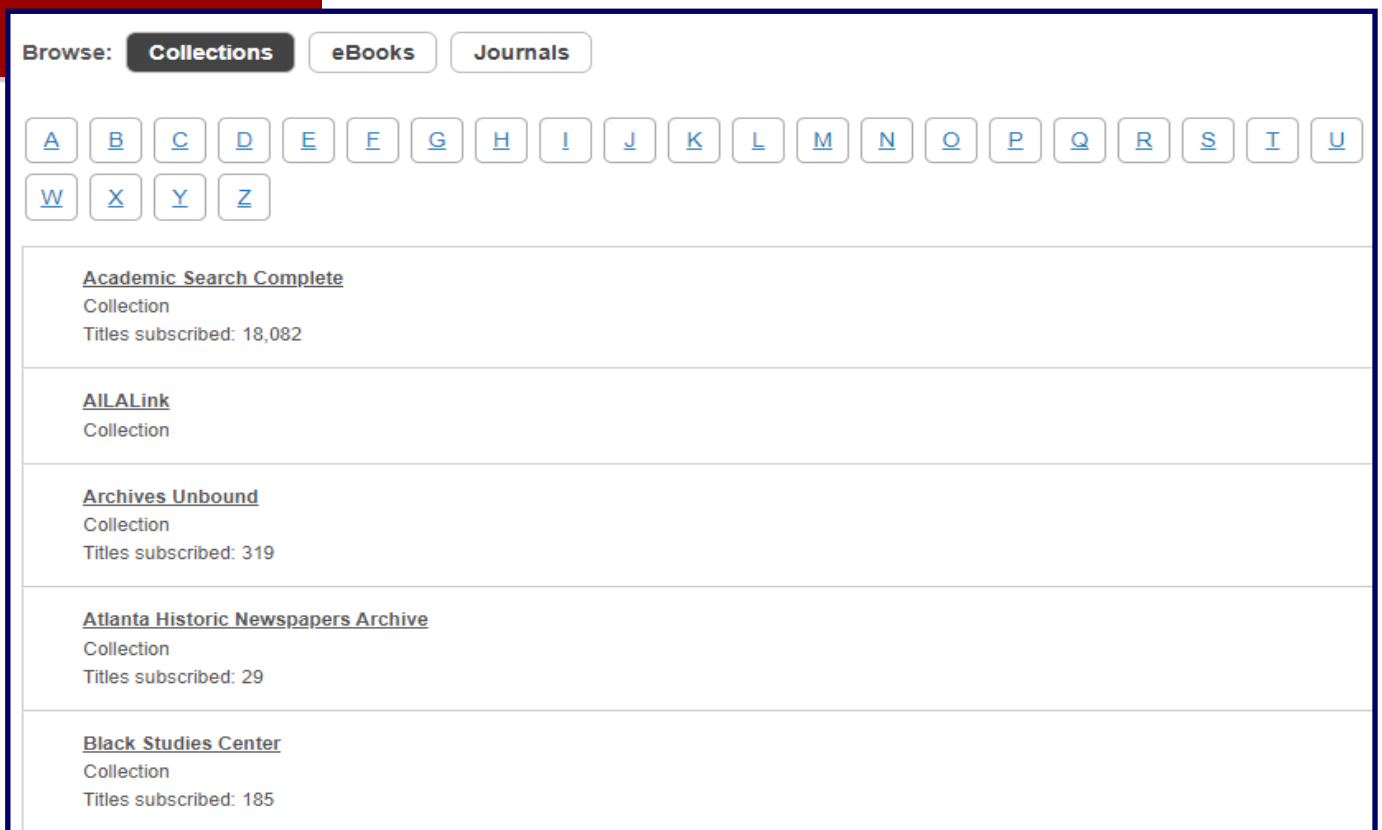 Browse: Collections eBooks Journals
A B C D E F G H I J K L M N O P Q R S T U
W X Y Z
Academic Search Complete
Collection
Titles subscribed: 18,082
AILALink
Collection
Archives Unbound
Collection
Titles subscribed: 319
Atlanta Historic Newspapers Archive
Collection
Titles subscribed: 29
Black Studies Center
Collection
Titles subscribed: 185